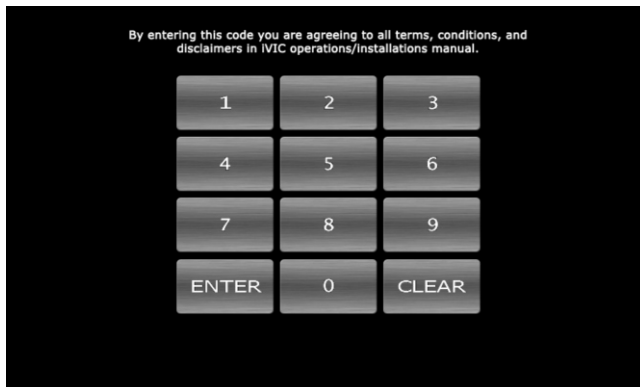 By entering this code you are agreeing to all terms, conditions, and
disclaimers in iVIC operations/installations manual.
1 2 3
4 5 6
7 8 9
ENTER 0 CLEAR